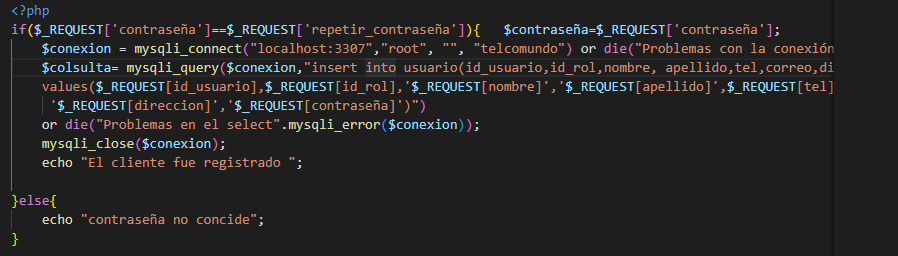 <?php
if($_REQUEST['contraseña']==$_REQUEST['repetir_contraseña']){   $contraseña=$_REQUEST['contraseña'];
    $conexion = mysqli_connect("localhost:3307","root", "", "telcomundo") or die("Problemas con la conexión
    $colsulta= mysqli_query($conexion,"insert into usuario(id_usuario,id_rol,nombre, apellido,tel,correo,di
    values($_REQUEST[id_usuario],$_REQUEST[id_rol],'$_REQUEST[nombre]','$_REQUEST[apellido]',$_REQUEST[tel]
     '$_REQUEST[direccion]','$_REQUEST[contraseña]')")
    or die("Problemas en el select".mysqli_error($conexion));
    mysqli_close($conexion);
    echo "El cliente fue registrado ";
}else{
    echo "contraseña no concide";
}